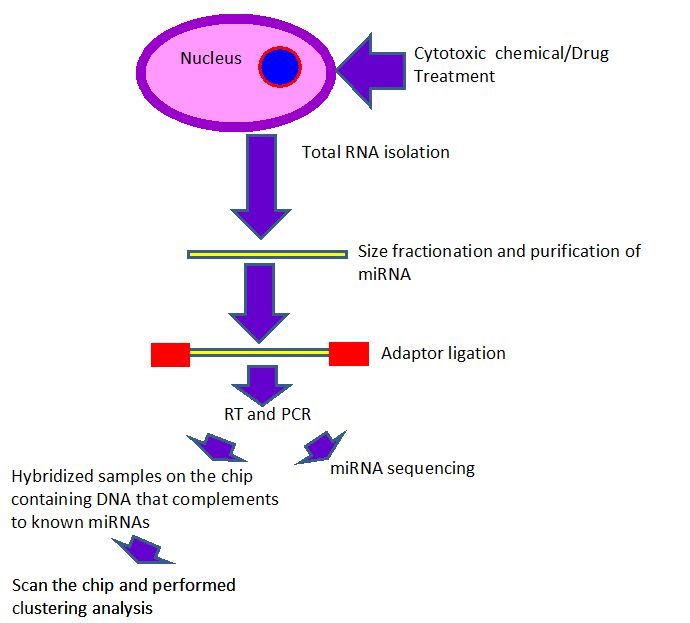 Nucleus
Cytotoxic chemical/Drug
Treatment
Total RNA isolation
Size fractionation and purification of
miRNA
Adaptor ligation
RT and PCR
miRNA sequencing
Hybridized samples on the chip
containing DNA that complements
to known miRNAs
Scan the chip and performed
clustering analysis